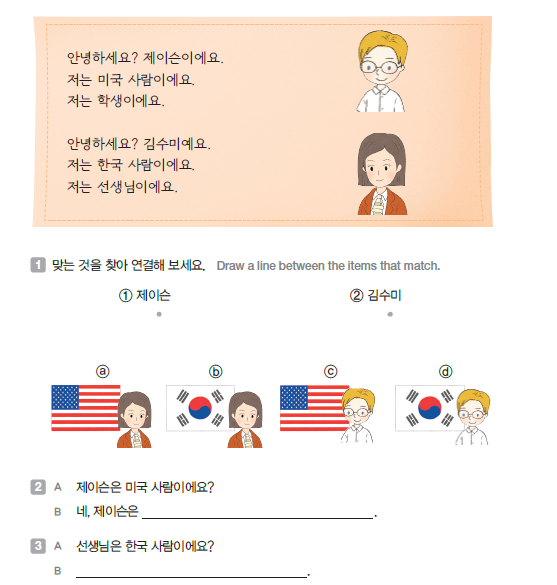 안녕하세요? 제이슨이에요.
저는 미국 사람이에요.
저는 학생이에요.
안녕하세요? 김수미예요.
저는 한국 사람이에요.
저는 선생님이에요.
1 맞는 것을 찾아 연결해 보세요. Draw a line between the items that match.
① 제이슨 ② 김수미
ⓐ ⓑ ⓒ ⓓ
2 A 제이슨은 미국 사람이에요?
B 네, 제이슨은 ______________________________.
3 A 선생님은 한국 사람이에요?
B ______________________________.